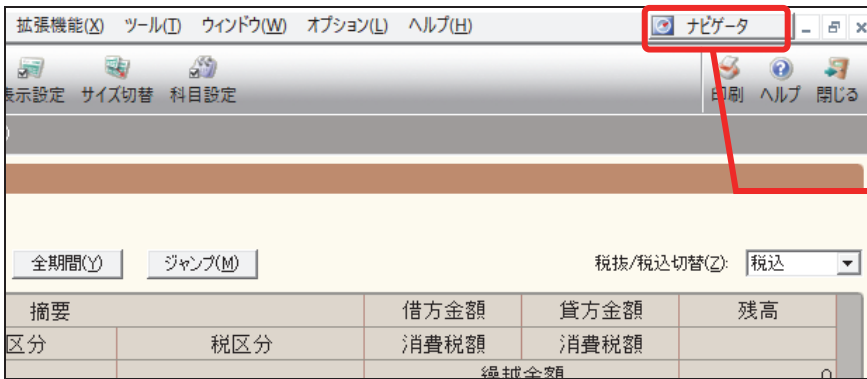 拡張機能(X) ツール(T) ウィンドウ(W) オプション(L) ヘルプ(H) ナビゲータ
表示設定 サイズ切替 科目設定 印刷 ヘルプ 閉じる
)
全期間(Y) ジャンプ(M) 税抜/税込切替(Z): 税込
摘要 借方金額 貸方金額 残高
区分 税区分 消費税額 消費税額
繰越金額 0